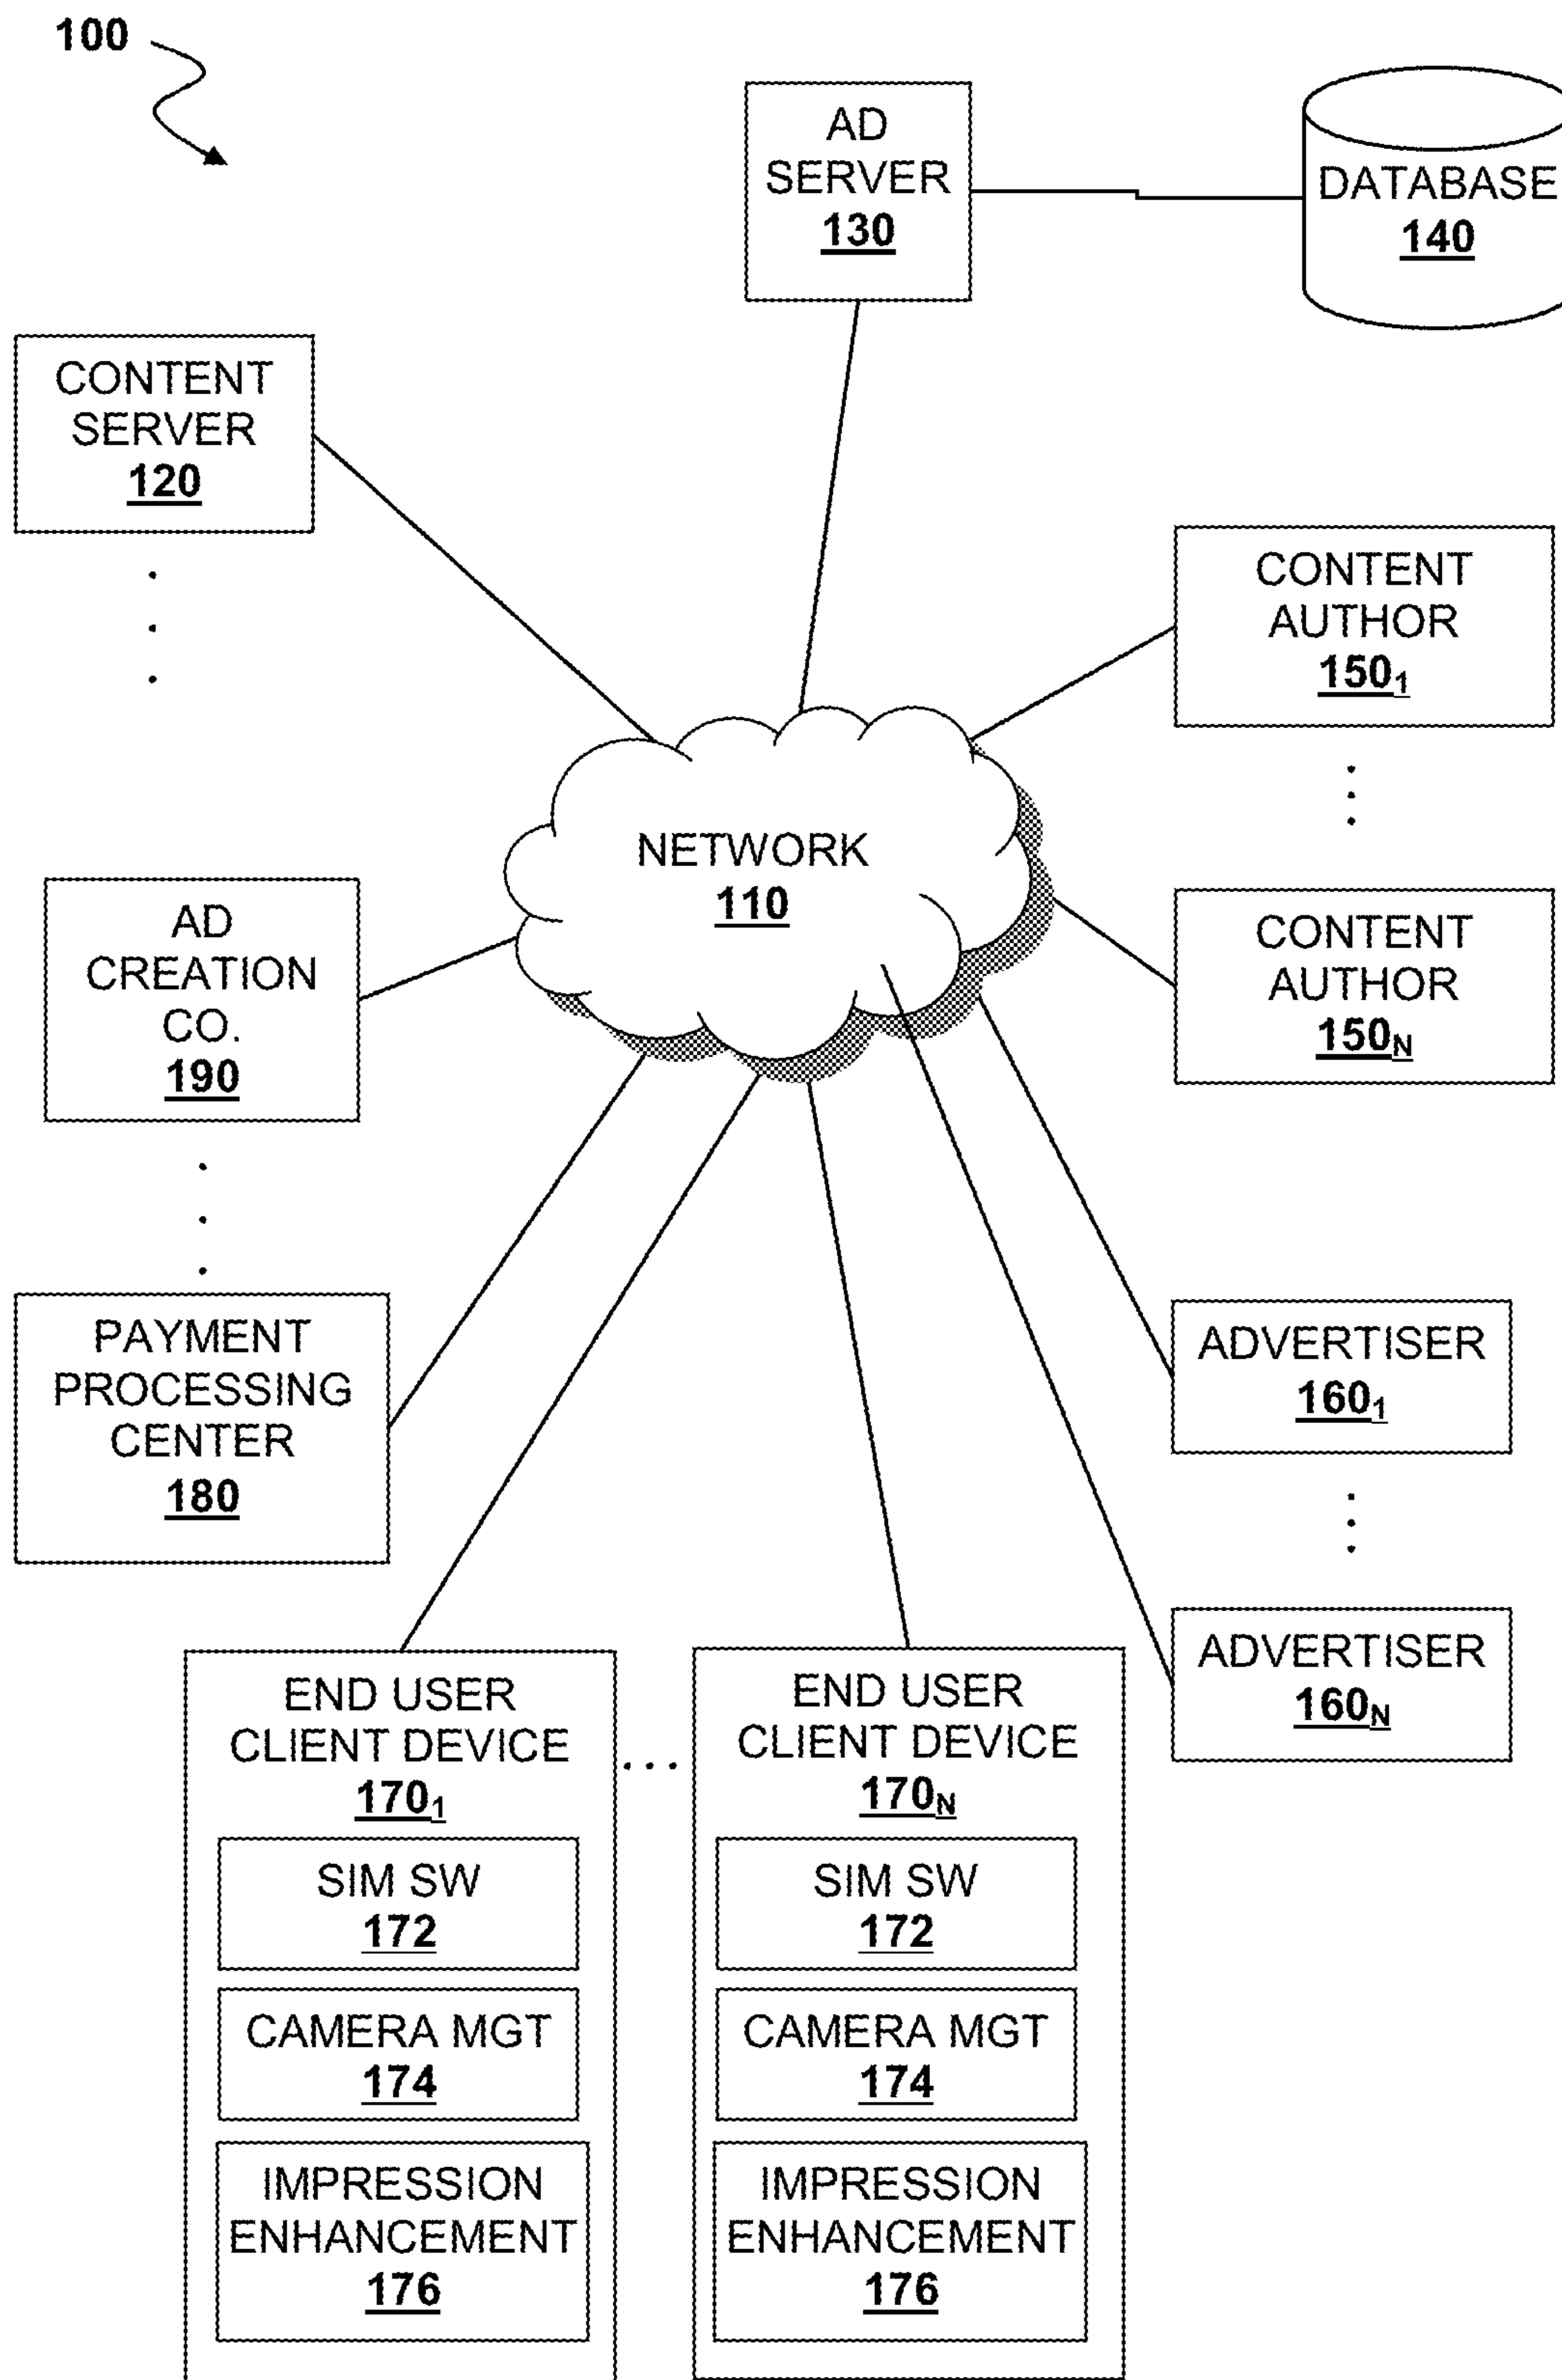 100
AD
SERVER
130
DATABASE
140
CONTENT
SERVER
120
CONTENT
AUTHOR
150₁
NETWORK
110
AD
CREATION
CO.
190
CONTENT
AUTHOR
150N
PAYMENT
PROCESSING
CENTER
180
ADVERTISER
160₁
ADVERTISER
160N
END USER
CLIENT DEVICE
170₁
SIM SW
172
CAMERA MGT
174
IMPRESSION
ENHANCEMENT
176
END USER
CLIENT DEVICE
170N
SIM SW
172
CAMERA MGT
174
IMPRESSION
ENHANCEMENT
176